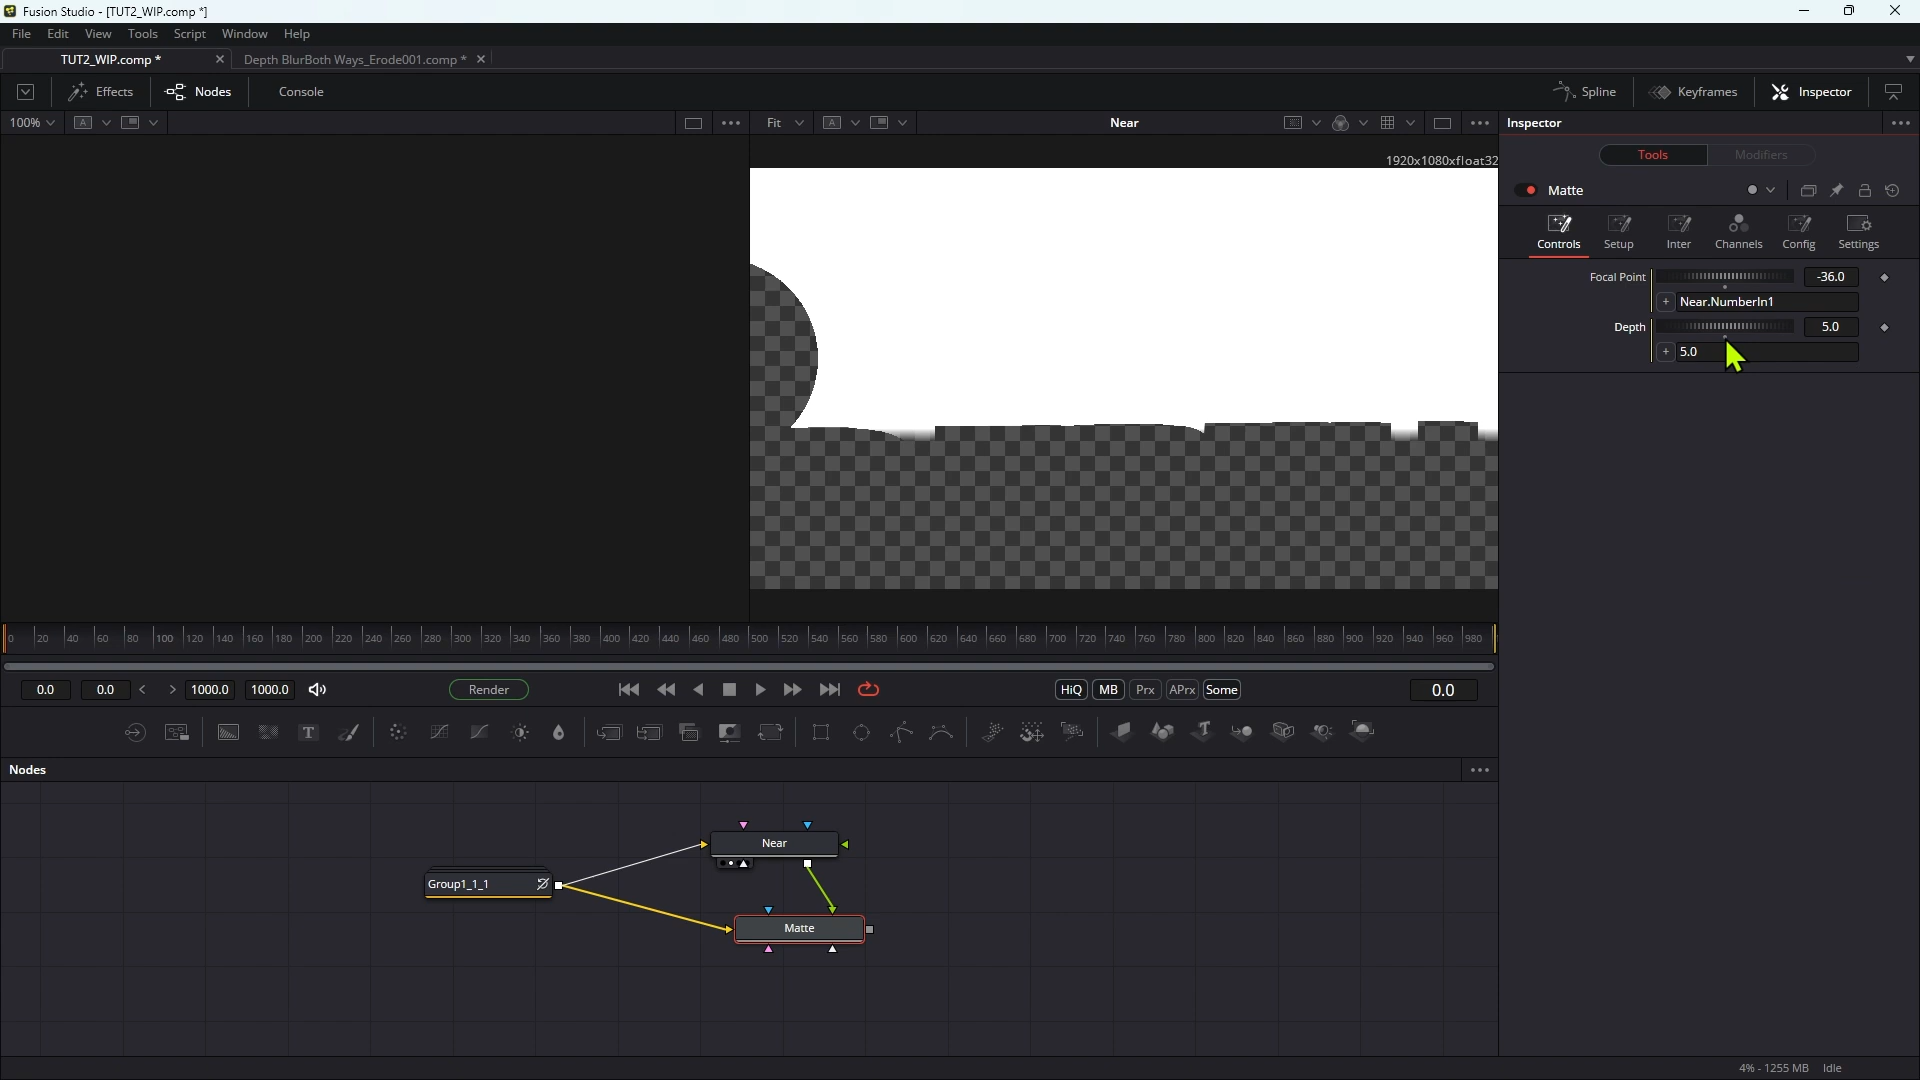 Fusion Studio - [TUT2_WIP.comp *]
File Edit View Tools Script Window Help
TUT2_WIP.comp * Depth BlurBoth Ways_Erode001.comp *
Effects Nodes Console Spline Keyframes Inspector
100% A Fit A Near Inspector
1920x1080xfloat32
Tools Modifiers
Matte
Controls Setup Inter Channels Config Settings
Focal Point -36.0
+ Near.NumberIn1
Depth 5.0
+ 5.0
0 20 40 60 80 100 120 140 160 180 200 220 240 260 280 300 320 340 360 380 400 420 440 460 480 500 520 540 560 580 600 620 640 660 680 700 720 740 760 780 800 820 840 860 880 900 920 940 960 980
0.0 0.0 < > 1000.0 1000.0 Render HiQ MB Prx APrx Some 0.0
T T
Nodes
Near
Group1_1_1
Matte
4% - 1255 MB Idle